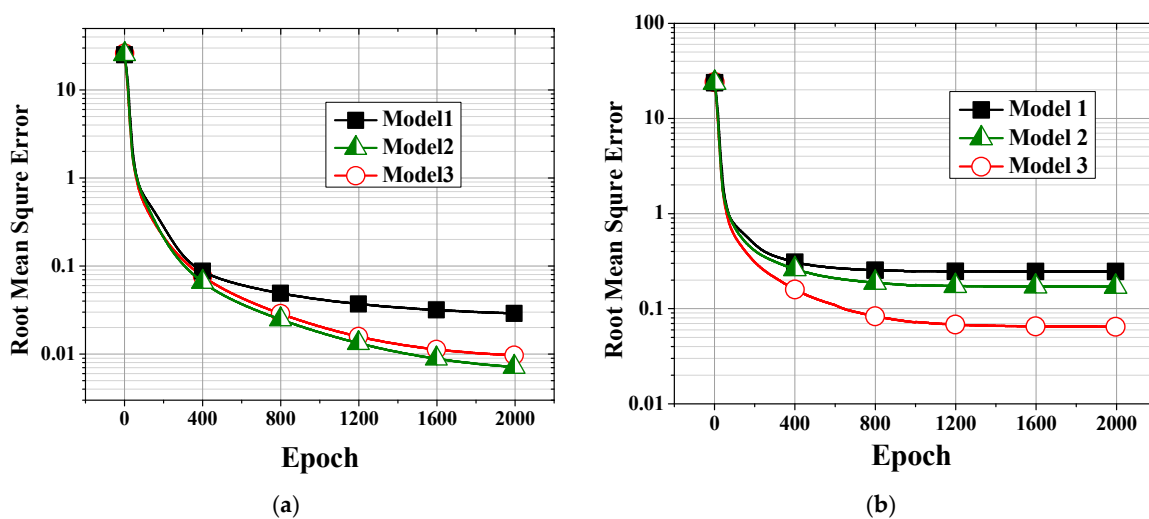 Root Mean Squre Error
10
1
0.1
0.01
Model1
Model2
Model3
0 400 800 1200 1600 2000
Epoch
(a)
Root Mean Squre Error
100
10
1
0.1
0.01
Model 1
Model 2
Model 3
0 400 800 1200 1600 2000
Epoch
(b)